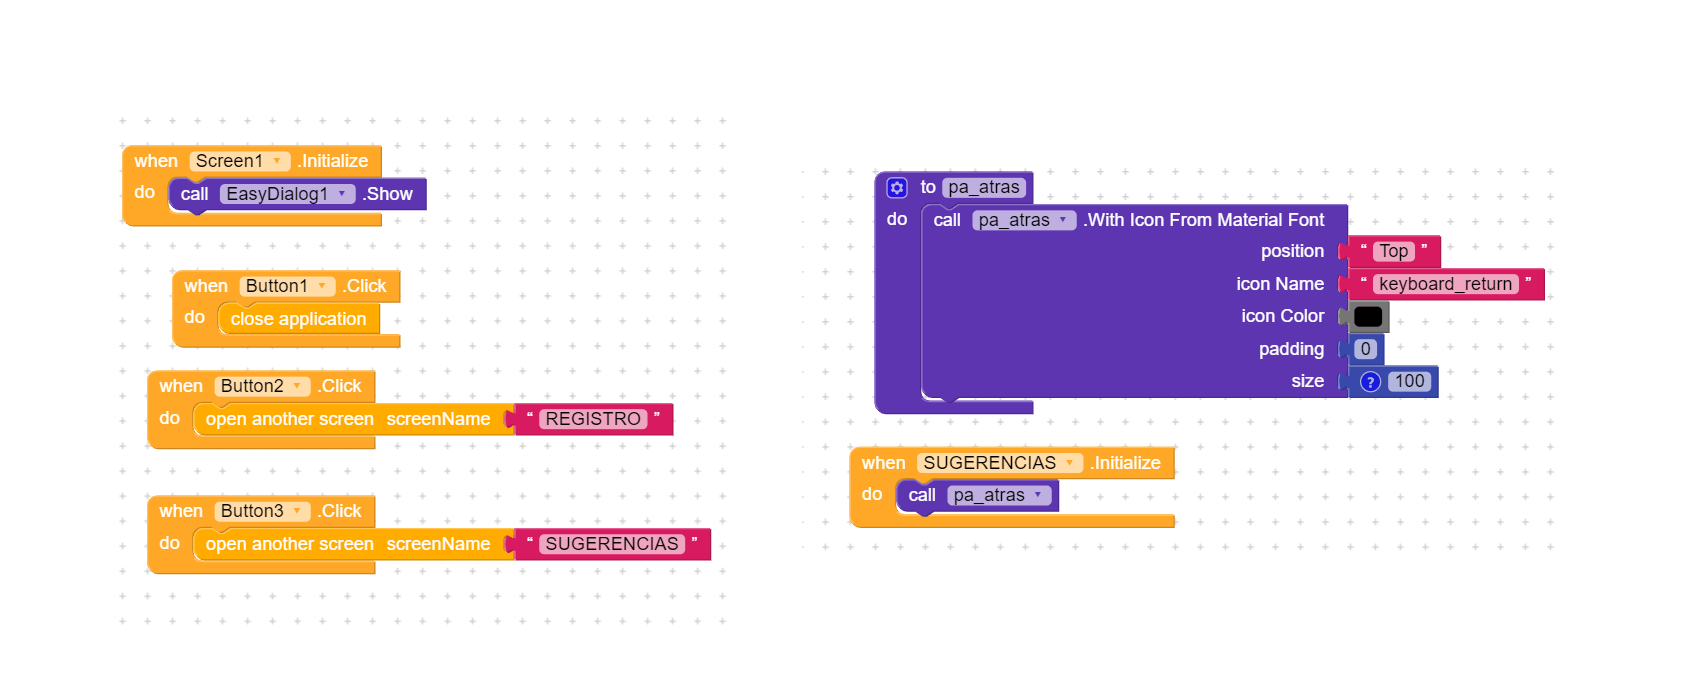 when Screen1 .Initialize
do call EasyDialog1 .Show
when Button1 .Click
do close application
when Button2 .Click
do open another screen screenName " REGISTRO "
when Button3 .Click
do open another screen screenName " SUGERENCIAS "
to pa_atras
do call pa_atras .With Icon From Material Font
position " Top "
icon Name " keyboard_return "
icon Color
padding 0
size ? 100
when SUGERENCIAS .Initialize
do call pa_atras